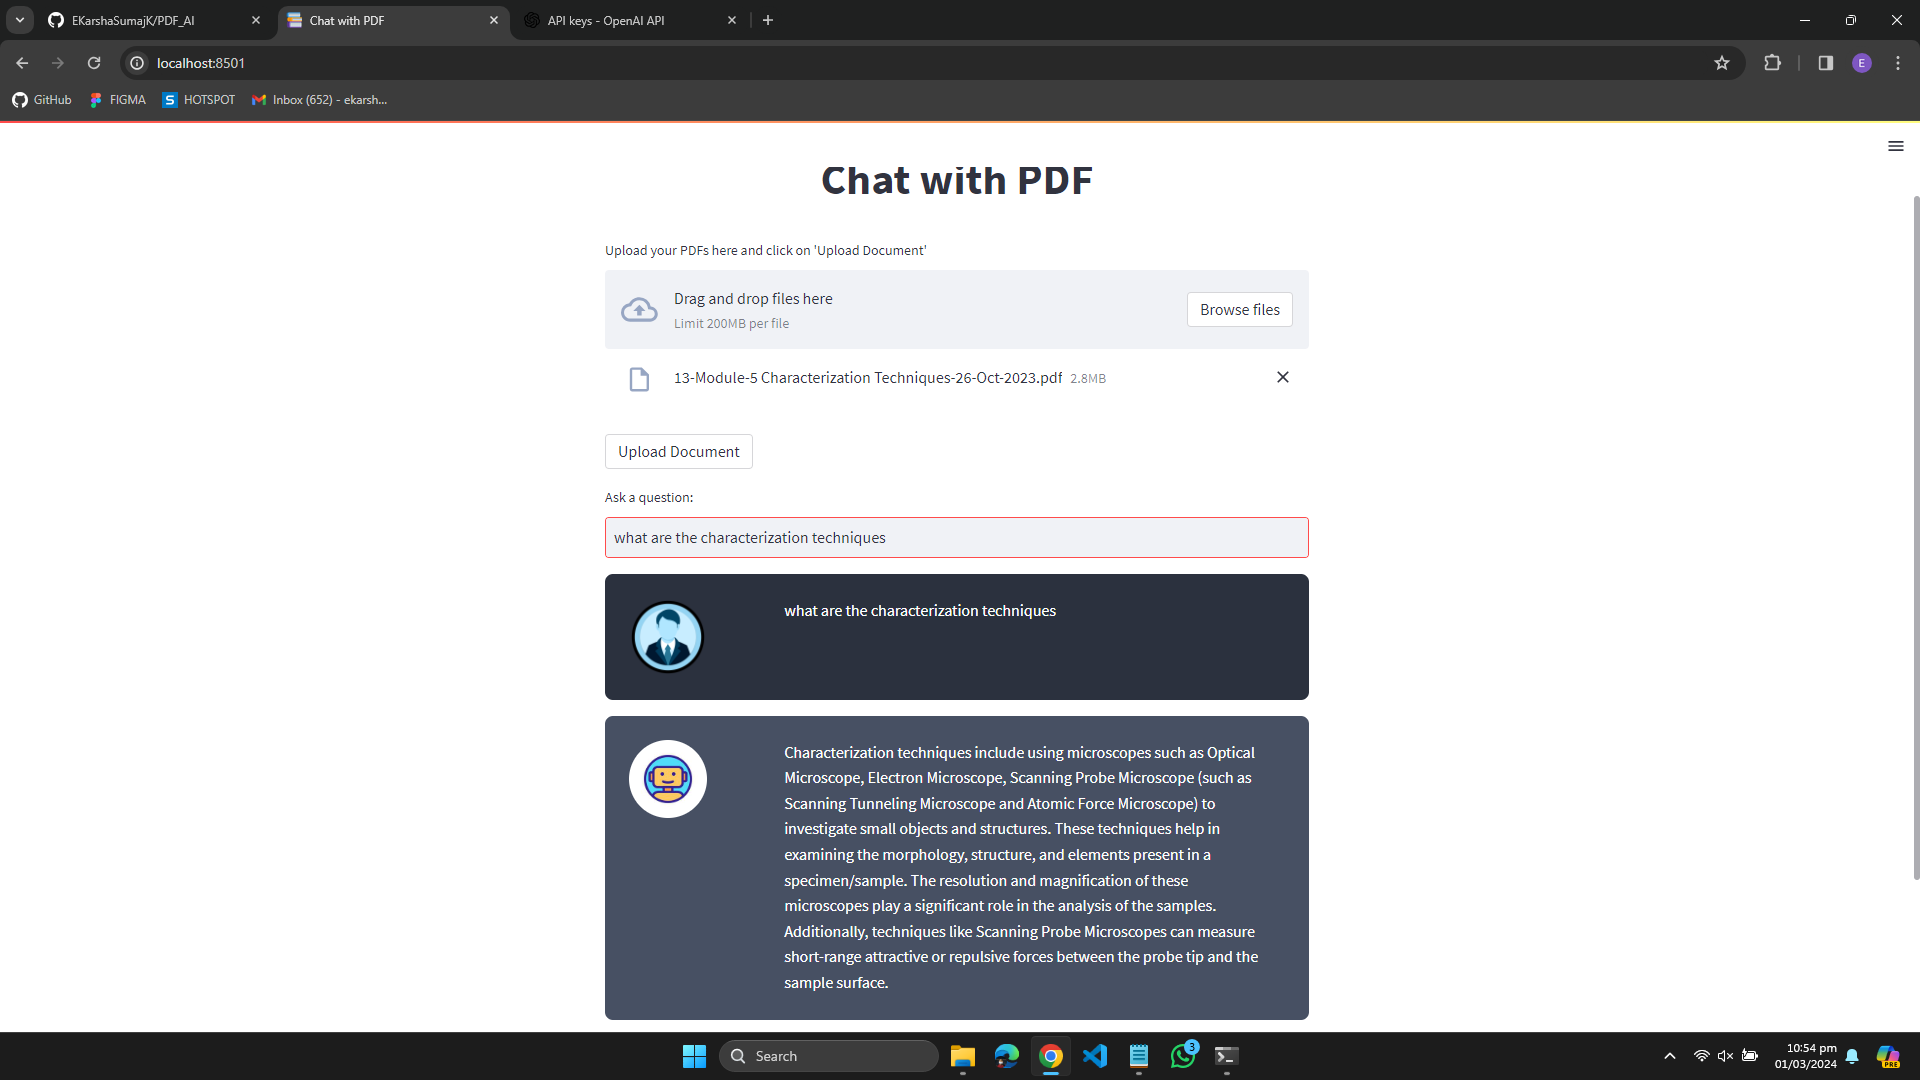 EKarshaSumajK/PDF_AI
Chat with PDF
API keys - OpenAI API
localhost:8501
E
GitHub
FIGMA
S HOTSPOT
Inbox (652) - ekarsh...
Chat with PDF
Upload your PDFs here and click on 'Upload Document'
Drag and drop files here
Limit 200MB per file
Browse files
13-Module-5 Characterization Techniques-26-Oct-2023.pdf 2.8MB
Upload Document
Ask a question:
what are the characterization techniques
what are the characterization techniques
Characterization techniques include using microscopes such as Optical
Microscope, Electron Microscope, Scanning Probe Microscope (such as
Scanning Tunneling Microscope and Atomic Force Microscope) to
investigate small objects and structures. These techniques help in
examining the morphology, structure, and elements present in a
specimen/sample. The resolution and magnification of these
microscopes play a significant role in the analysis of the samples.
Additionally, techniques like Scanning Probe Microscopes can measure
short-range attractive or repulsive forces between the probe tip and the
sample surface.
Search
3
10:54 pm
01/03/2024
PRE